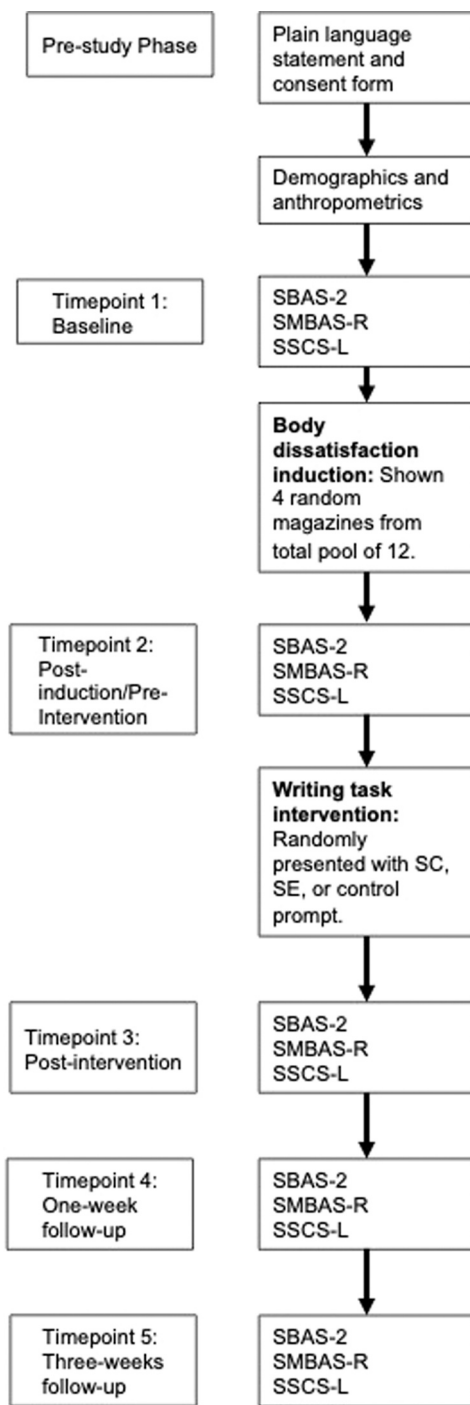 Pre-study Phase
Plain language
statement and
consent form
Demographics and
anthropometrics
Timepoint 1:
Baseline
SBAS-2
SMBAS-R
SSCS-L
Body
dissatisfaction
induction: Shown
4 random
magazines from
total pool of 12.
Timepoint 2:
Post-
induction/Pre-
Intervention
SBAS-2
SMBAS-R
SSCS-L
Writing task
intervention:
Randomly
presented with SC,
SE, or control
prompt.
Timepoint 3:
Post-intervention
SBAS-2
SMBAS-R
SSCS-L
Timepoint 4:
One-week
follow-up
SBAS-2
SMBAS-R
SSCS-L
Timepoint 5:
Three-weeks
follow-up
SBAS-2
SMBAS-R
SSCS-L